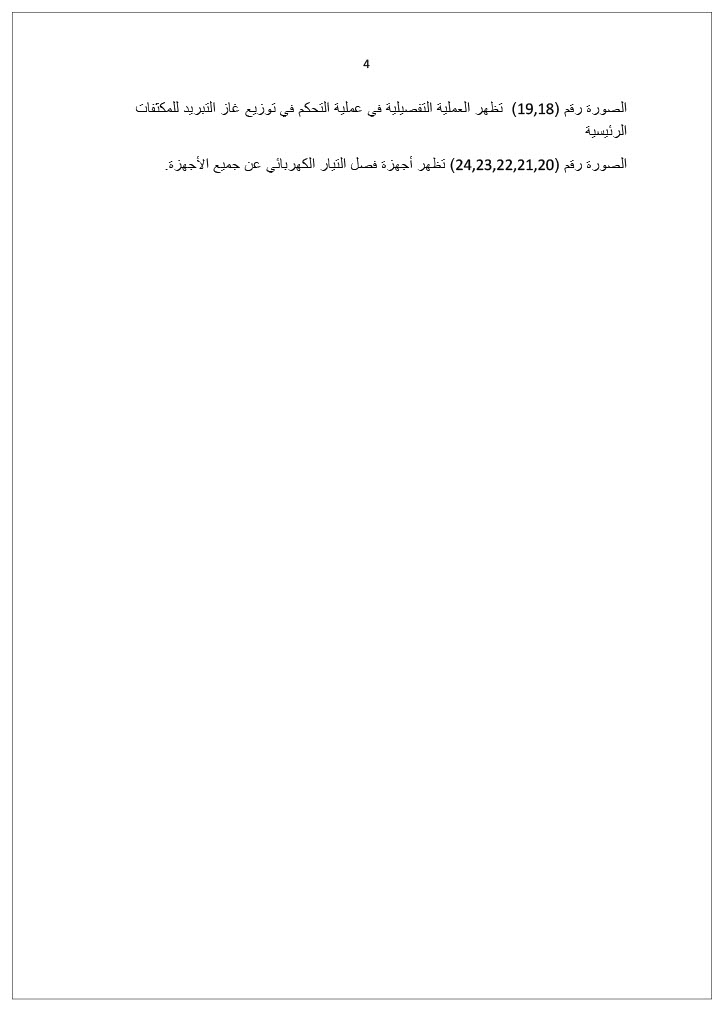 4
الصورة رقم (19,18) تظهر العملية التفصيلية في عملية التحكم في توزيع غاز التبريد للمكثفات
الرئيسية
الصورة رقم (24,23,22,21,20) تظهر أجهزة فصل التيار الكهربائي عن جميع الأجهزة.